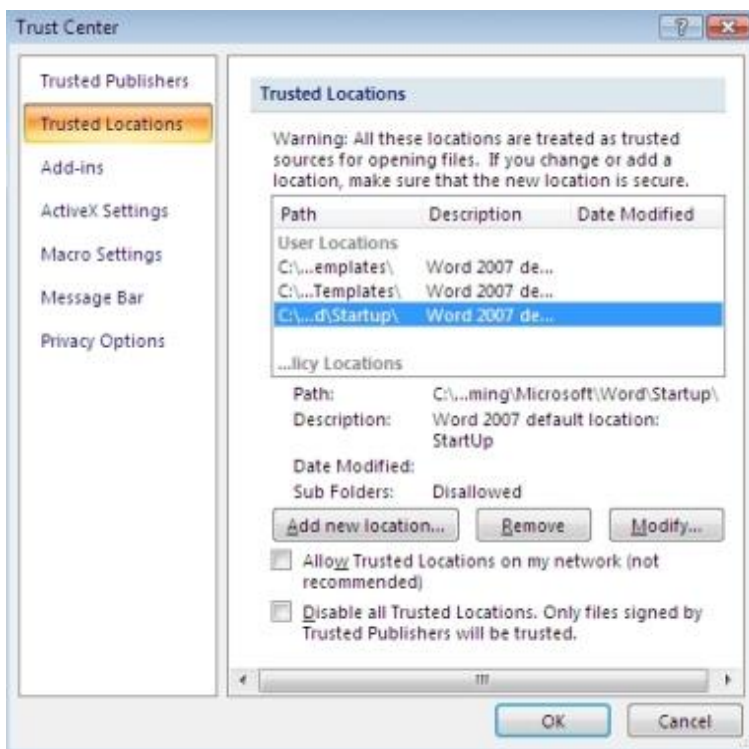 Trust Center
Trusted Publishers
Trusted Locations
Add-ins
ActiveX Settings
Macro Settings
Message Bar
Privacy Options
Trusted Locations
Warning: All these locations are treated as trusted
sources for opening files. If you change or add a
location, make sure that the new location is secure.
Path Description Date Modified
User Locations
C:\...emplates\ Word 2007 de...
C:\...Templates\ Word 2007 de...
C:\...d\Startup\ Word 2007 de...
...licy Locations
Path: C:\...ming\Microsoft\Word\Startup\
Description: Word 2007 default location:
StartUp
Date Modified:
Sub Folders: Disallowed
Add new location... Remove Modify...
Allow Trusted Locations on my network (not
recommended)
Disable all Trusted Locations. Only files signed by
Trusted Publishers will be trusted.
OK Cancel